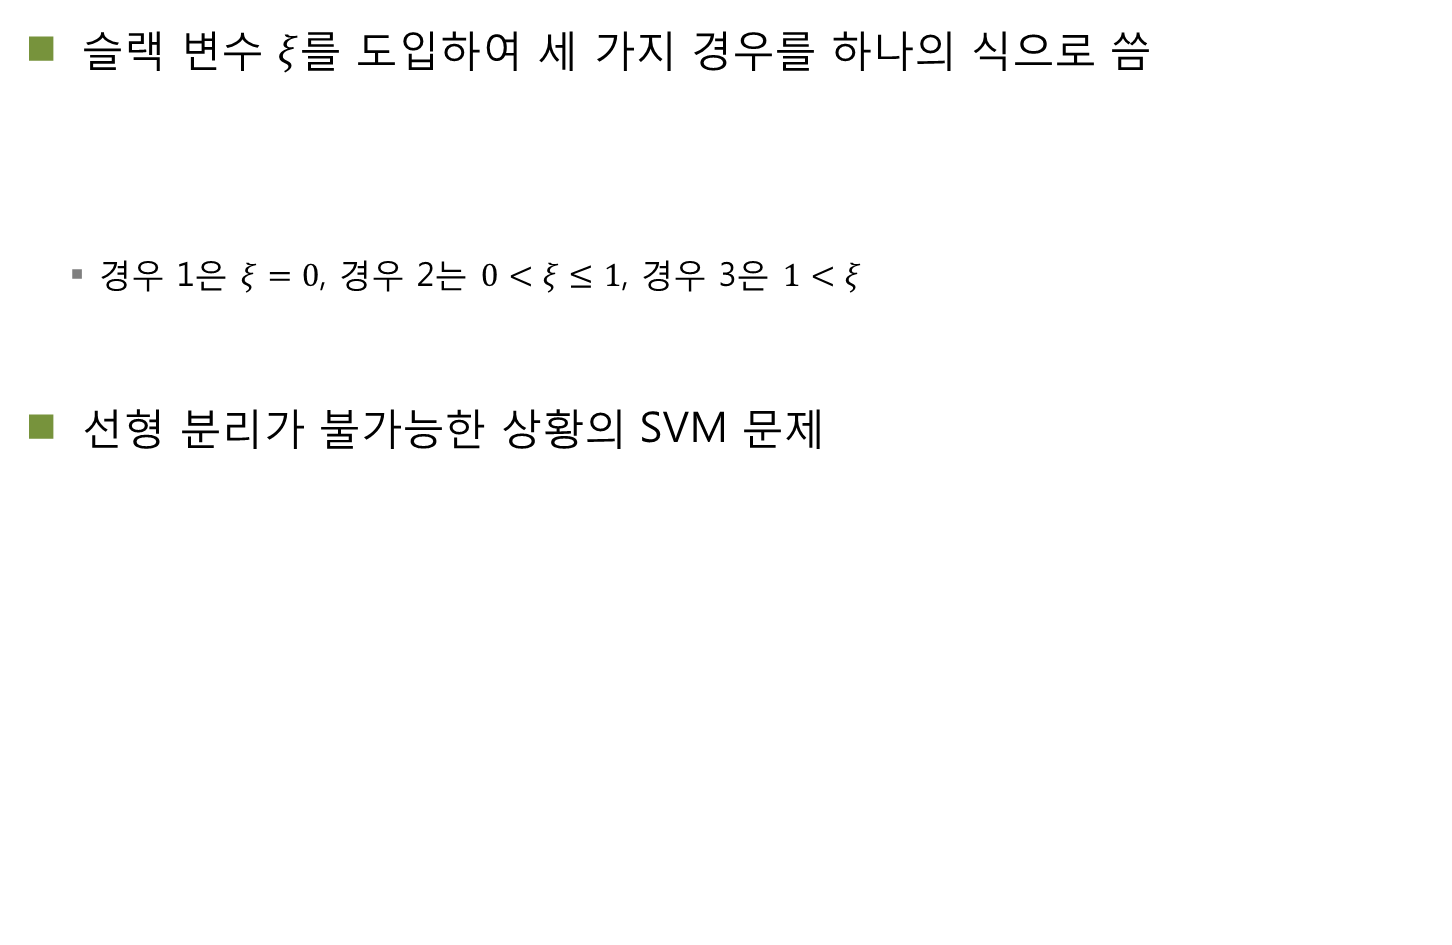 슬랙 변수 ξ를 도입하여 세 가지 경우를 하나의 식으로 씀
경우 1은 ξ = 0, 경우 2는 0 < ξ ≤ 1, 경우 3은 1 < ξ
선형 분리가 불가능한 상황의 SVM 문제